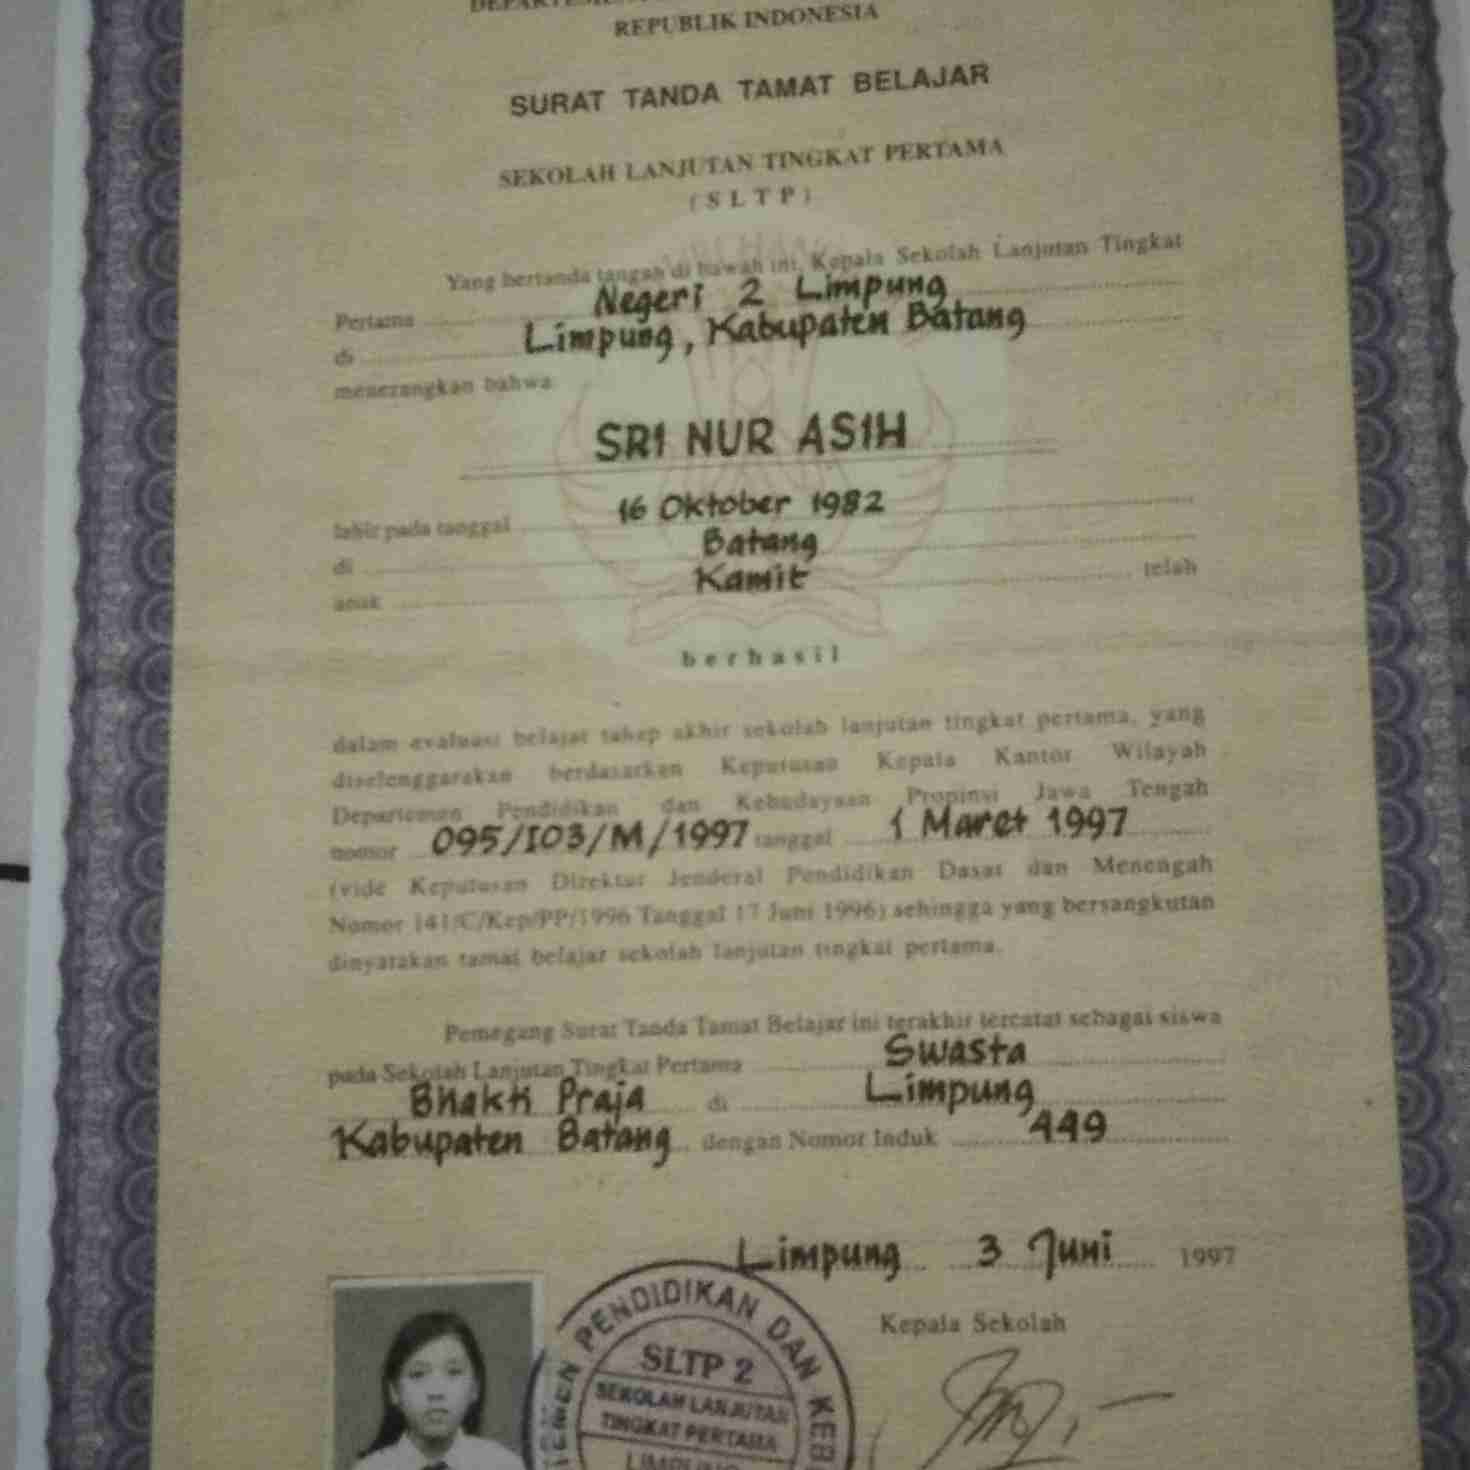 REPUBLIK INDONESIA
SURAT TANDA TAMAT BELAJAR
SEKOLAH LANJUTAN TINGKAT PERTAMA
( S L T P )
Yang bertanda tangan di bawah ini, Kepala Sekolah Lanjutan Tingkat
Pertama Negeri 2 Limpung
di Limpung, Kabupaten Batang
menerangkan bahwa
SRI NUR ASIH
lahir pada tanggal 16 Oktober 1982
di Batang
anak Kamit telah
berhasil
dalam evaluasi belajar tahap akhir sekolah lanjutan tingkat pertama, yang
diselenggarakan berdasarkan Keputusan Kepala Kantor Wilayah
Departemen Pendidikan dan Kebudayaan Propinsi Jawa Tengah
nomor 095/I03/M/1997 tanggal 1 Maret 1997
(vide Keputusan Direktur Jenderal Pendidikan Dasar dan Menengah
Nomor 141/C/Kep/PP/1996 Tanggal 17 Juni 1996) sehingga yang bersangkutan
dinyatakan tamat belajar sekolah lanjutan tingkat pertama.
Pemegang Surat Tanda Tamat Belajar ini terakhir tercatat sebagai siswa
pada Sekolah Lanjutan Tingkat Pertama Swasta
Bhakti Praja di Limpung
Kabupaten Batang dengan Nomor Induk 449
Limpung 3 Juni 1997
Kepala Sekolah
PENDIDIKAN DAN
SLTP 2
SEKOLAH LANJUTAN
TINGKAT PERTAMA